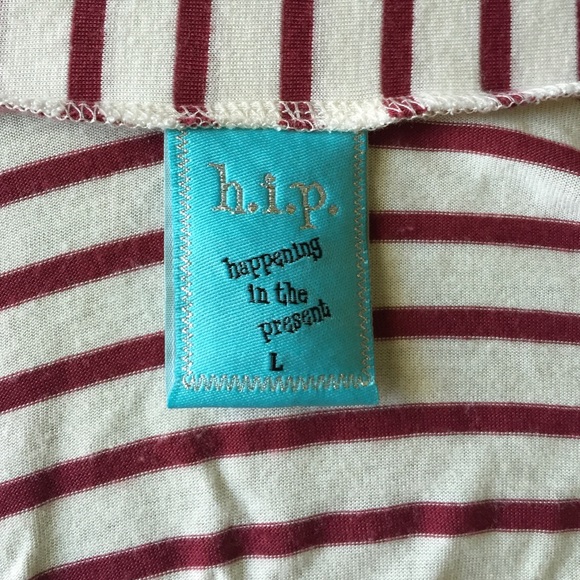 h.i.p.
happening
in the
present
L